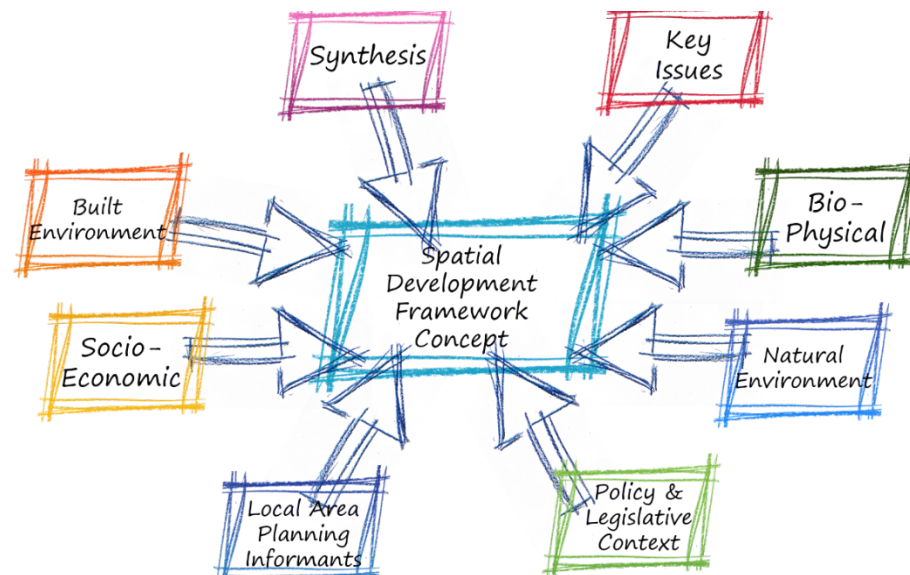 Synthesis
Key
Issues
Built
Environment
Bio-
Physical
Spatial
Development
Framework
Concept
Socio-
Economic
Natural
Environment
Local Area
Planning
Informants
Policy &
Legislative
Context